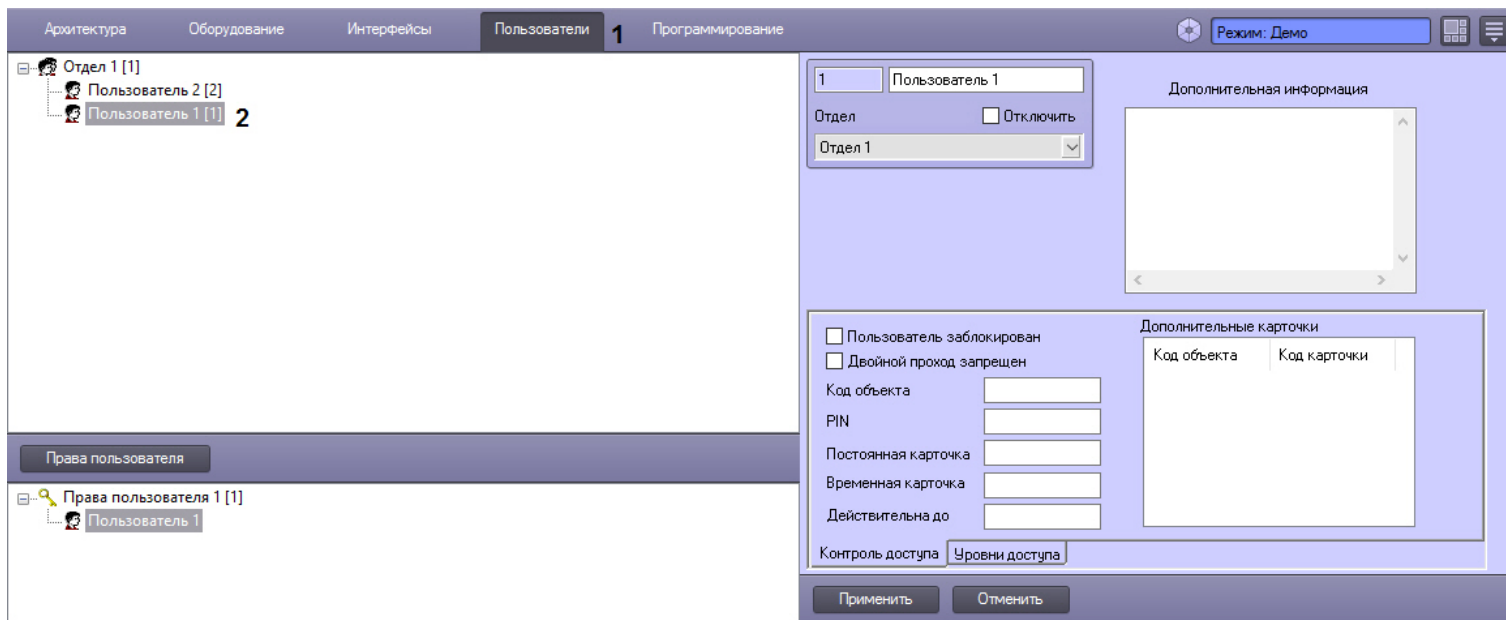 Архитектура Оборудование Интерфейсы Пользователи 1 Программирование Режим: Демо
Отдел 1 [1]
Пользователь 2 [2]
Пользователь 1 [1] 2
1 Пользователь 1
Отдел Отключить
Отдел 1
Дополнительная информация
Пользователь заблокирован
Двойной проход запрещен
Код объекта
PIN
Постоянная карточка
Временная карточка
Действительна до
Дополнительные карточки
Код объекта Код карточки
Контроль доступа Уровни доступа
Права пользователя
Права пользователя 1 [1]
Пользователь 1
Применить Отменить